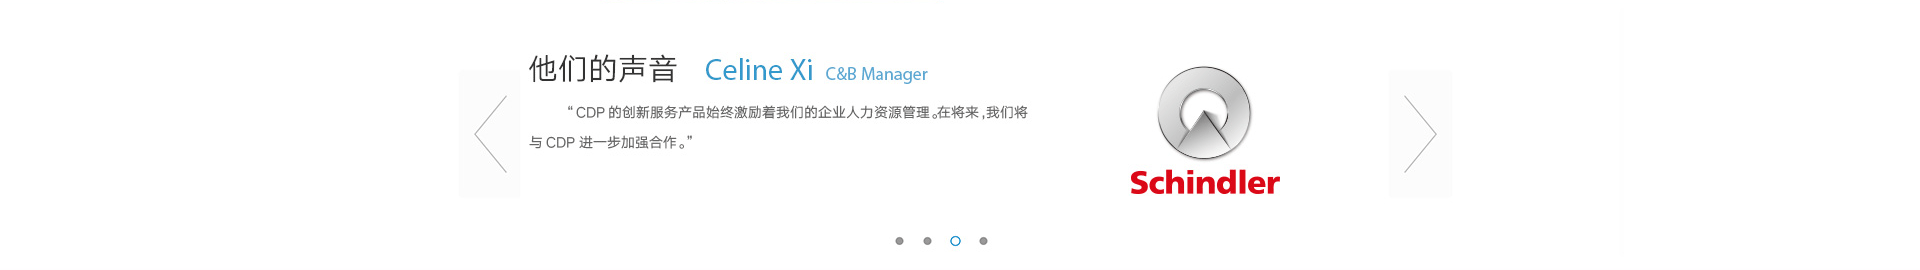 他们的声音 Celine Xi C&B Manager
“ CDP 的创新服务产品始终激励着我们的企业人力资源管理。在将来,我们将
与 CDP 进一步加强合作。”
Schindler